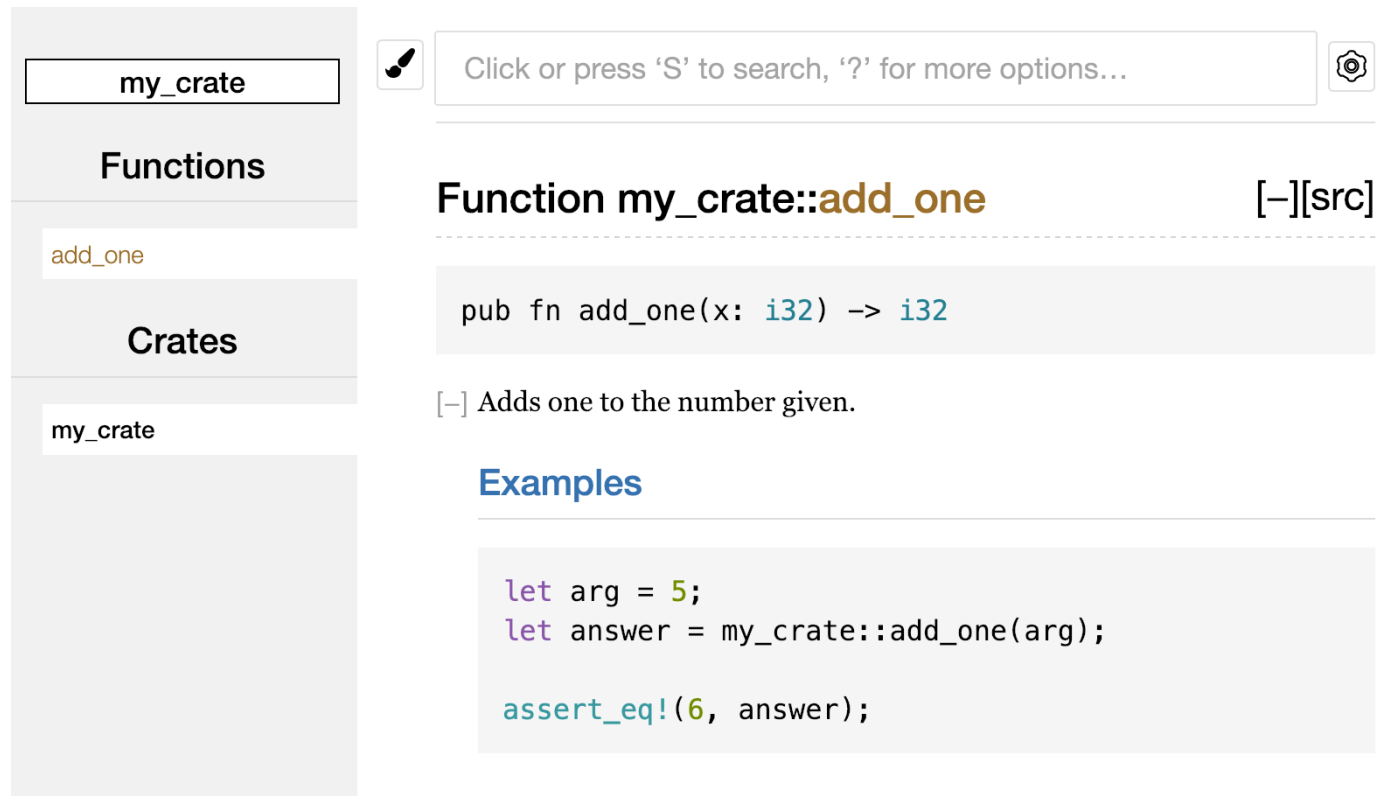 my_crate
Functions
add_one
Crates
my_crate
Click or press ‘S’ to search, ‘?’ for more options…
Function my_crate::add_one [−][src]
pub fn add_one(x: i32) -> i32
[−] Adds one to the number given.
Examples
let arg = 5;
let answer = my_crate::add_one(arg);
assert_eq!(6, answer);